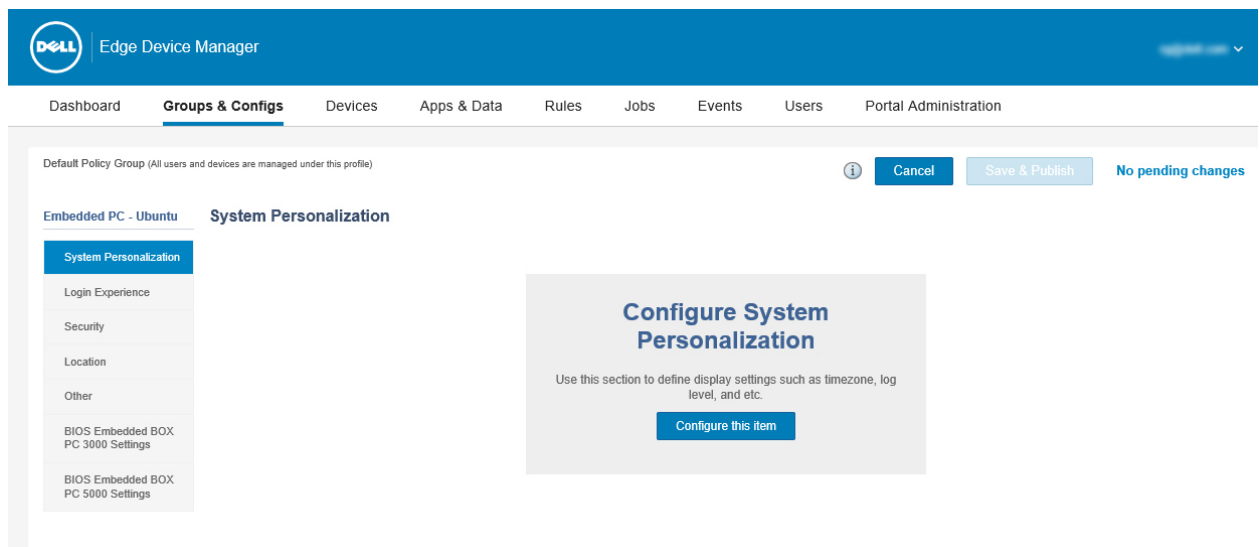 DELL
Edge Device Manager
Dashboard Groups & Configs Devices Apps & Data Rules Jobs Events Users Portal Administration
Default Policy Group (All users and devices are managed under this profile)
i Cancel Save & Publish No pending changes
Embedded PC - Ubuntu
System Personalization
System Personalization
Login Experience
Security
Location
Other
BIOS Embedded BOX
PC 3000 Settings
BIOS Embedded BOX
PC 5000 Settings
Configure System
Personalization
Use this section to define display settings such as timezone, log
level, and etc.
Configure this item